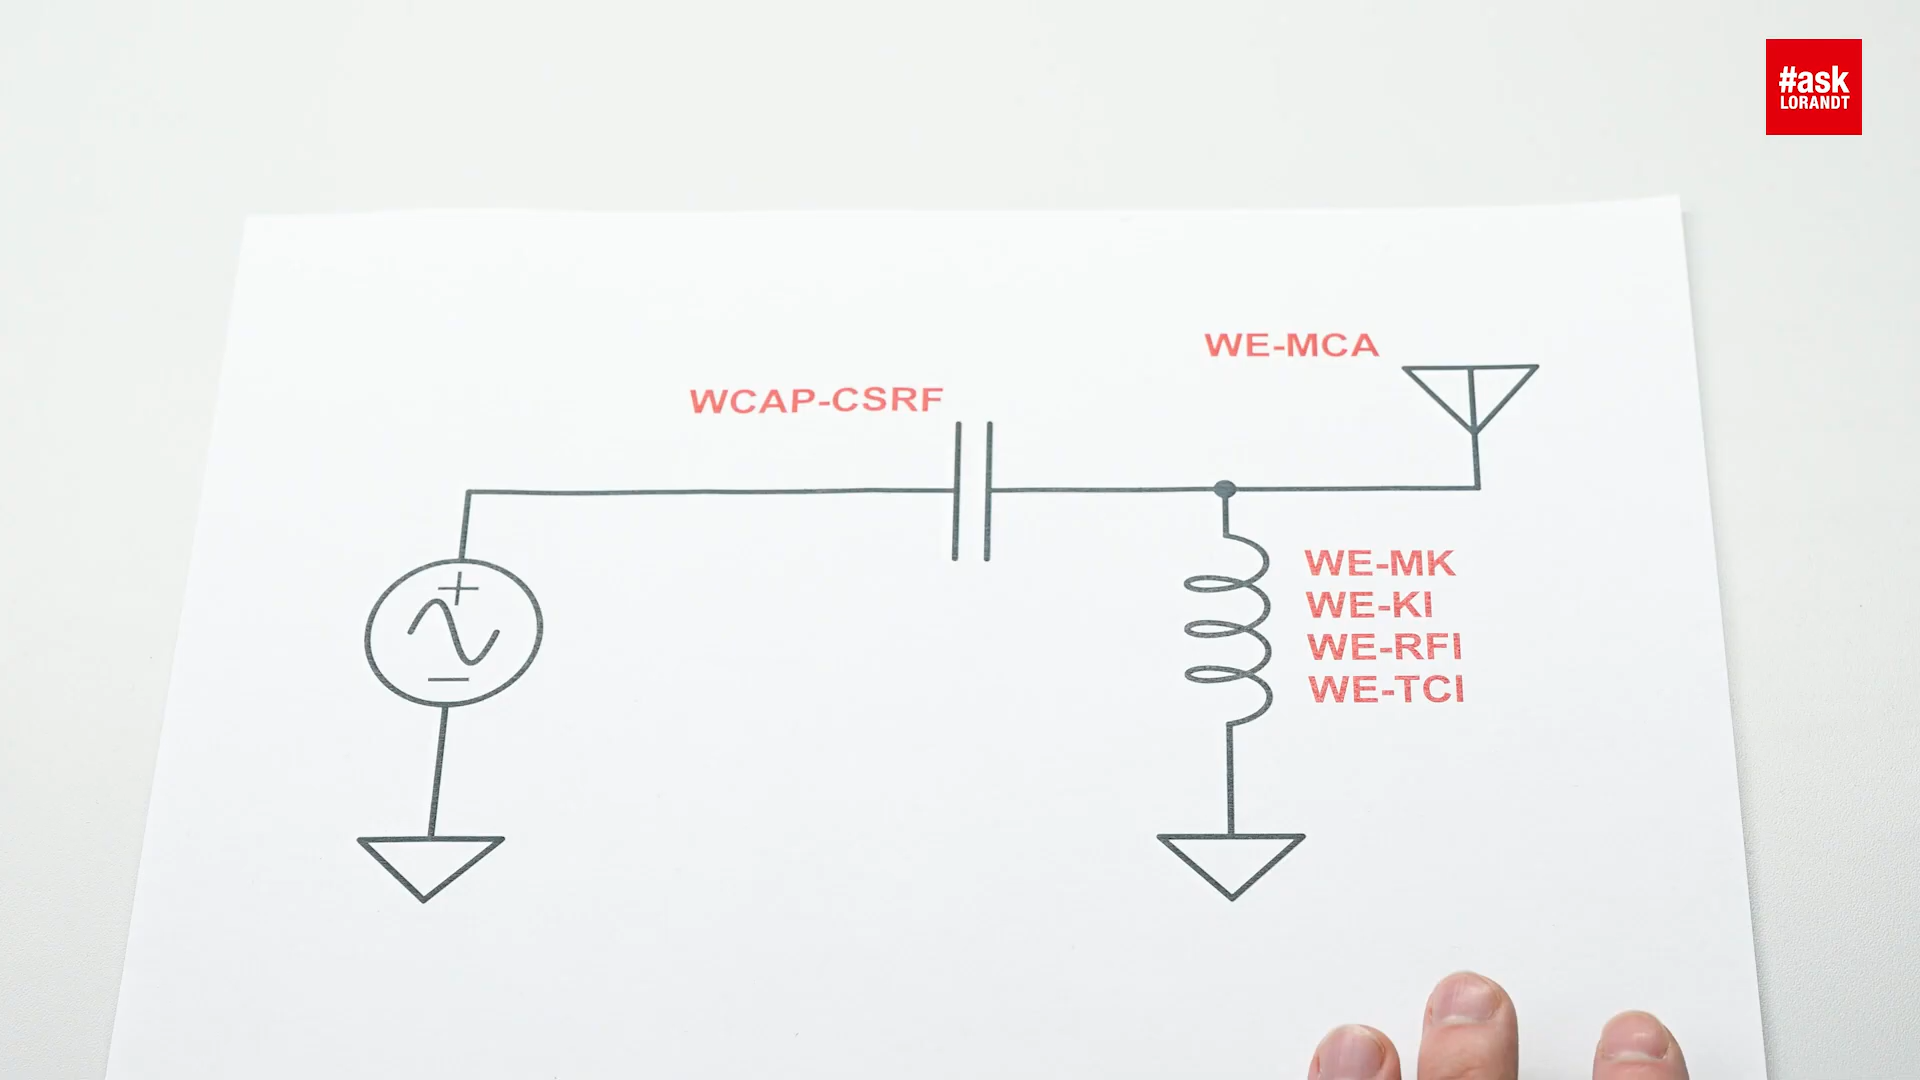 #ask
LORANDT
WE-MCA
WCAP-CSRF
+
WE-MK
WE-KI
WE-RFI
WE-TCI